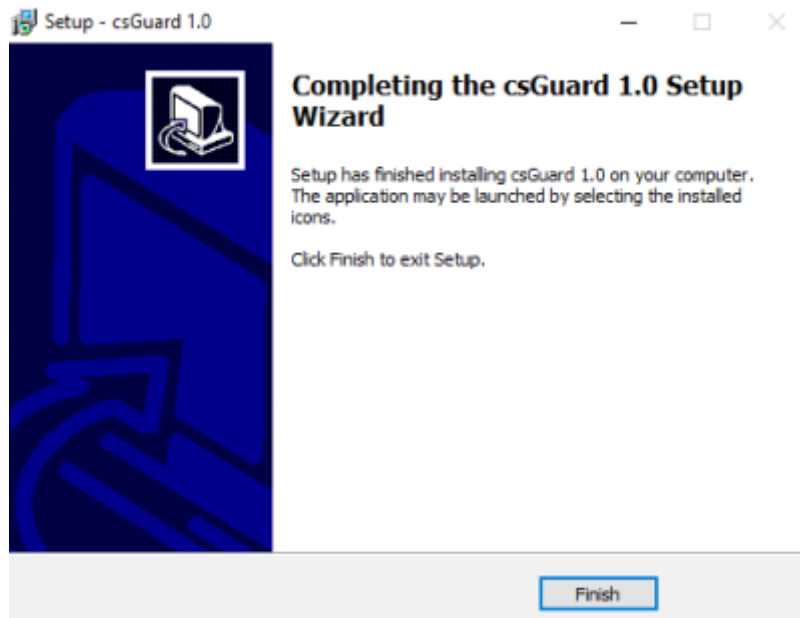 Setup - csGuard 1.0
Completing the csGuard 1.0 Setup
Wizard
Setup has finished installing csGuard 1.0 on your computer.
The application may be launched by selecting the installed
icons.
Click Finish to exit Setup.
Finish